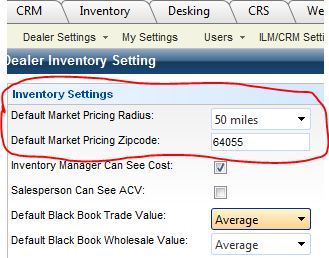 CRM Inventory Desking CRS We
Dealer Settings My Settings Users ILM/CRM Setti
Dealer Inventory Setting
Inventory Settings
Default Market Pricing Radius: 50 miles
Default Market Pricing Zipcode: 64055
Inventory Manager Can See Cost:
Salesperson Can See ACV:
Default Black Book Trade Value: Average
Default Black Book Wholesale Value: Average